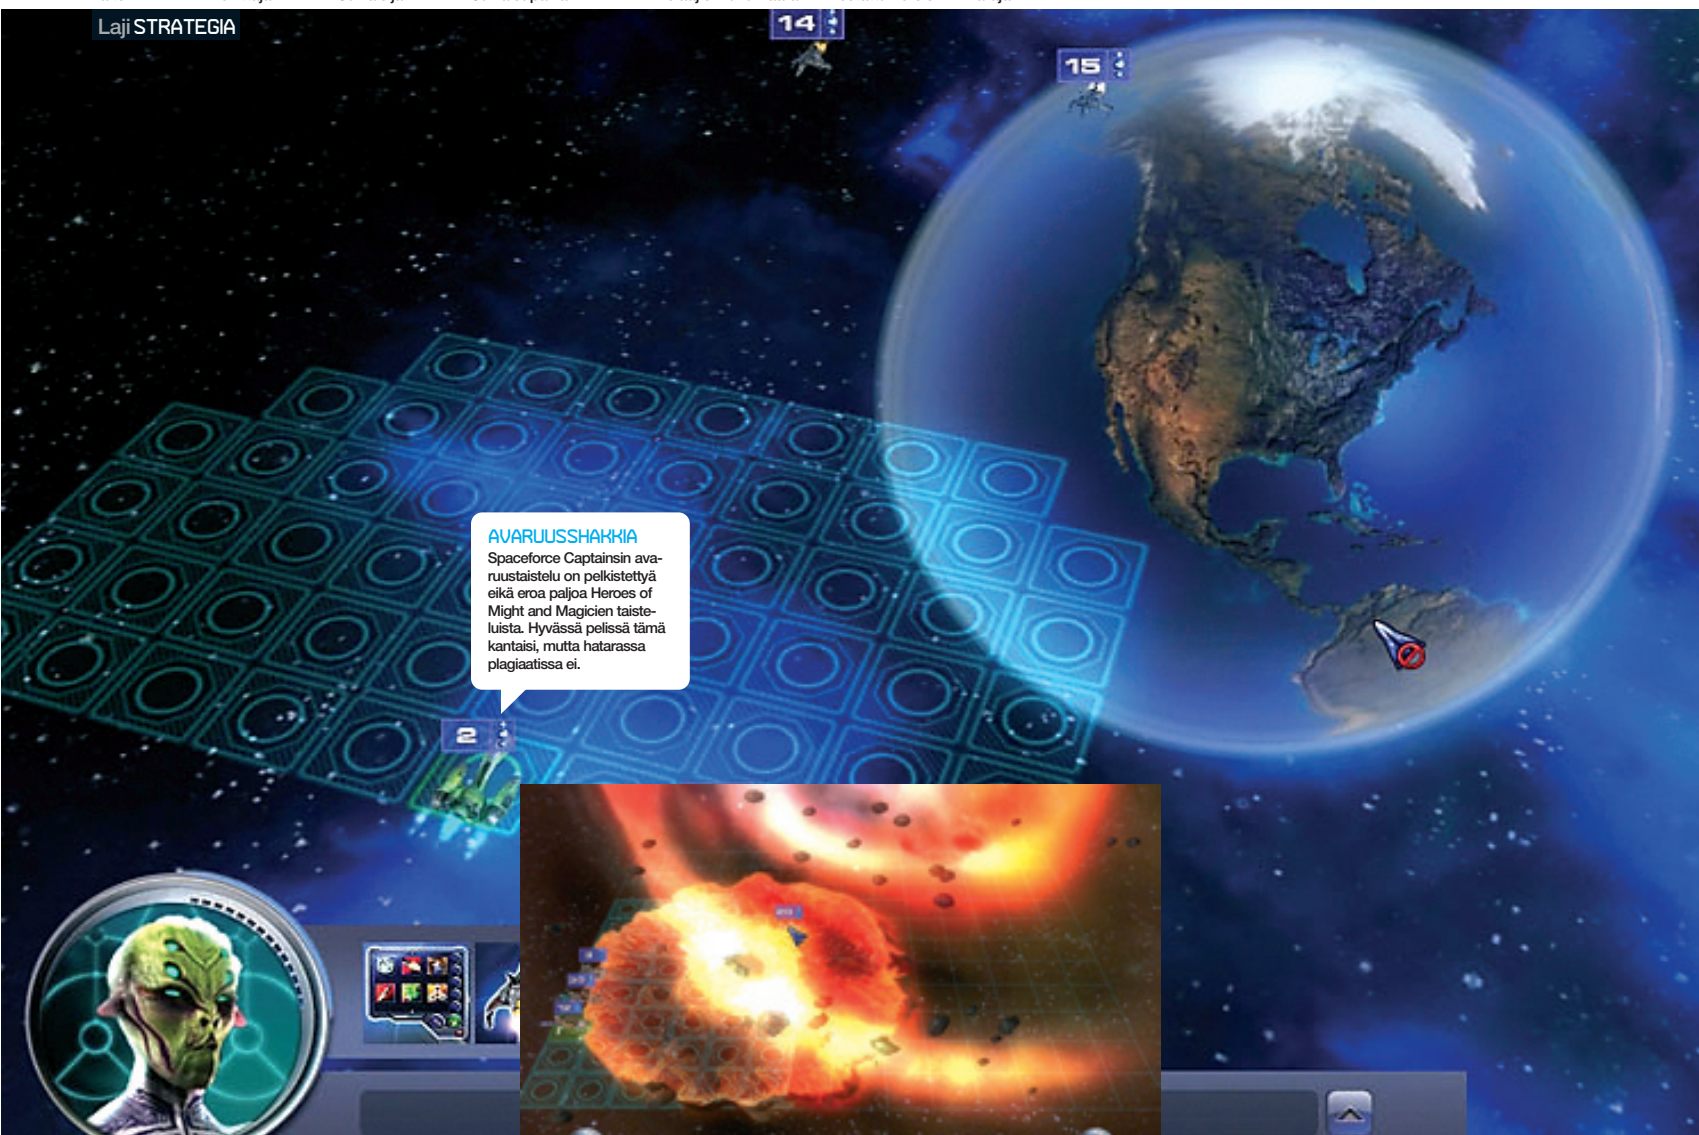 Laji STRATEGIA
14
15
AVARUUSSHAKKIA
Spaceforce Captainsin ava-
ruustaistelu on pelkistettyä
eikä eroa paljoa Heroes of
Might and Magicien taiste-
luista. Hyvässä pelissä tämä
kantaisi, mutta hatarassa
plagiaatissa ei.
2